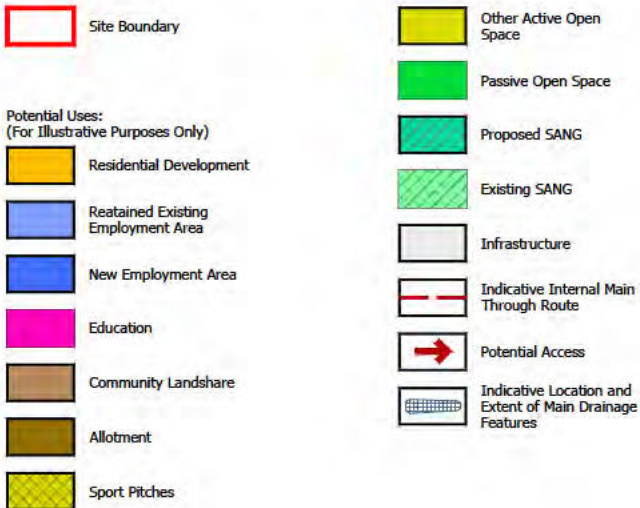 Site Boundary
Potential Uses:
(For Illustrative Purposes Only)
Residential Development
Reatained Existing
Employment Area
New Employment Area
Education
Community Landshare
Allotment
Sport Pitches
Other Active Open
Space
Passive Open Space
Proposed SANG
Existing SANG
Infrastructure
Indicative Internal Main
Through Route
Potential Access
Indicative Location and
Extent of Main Drainage
Features